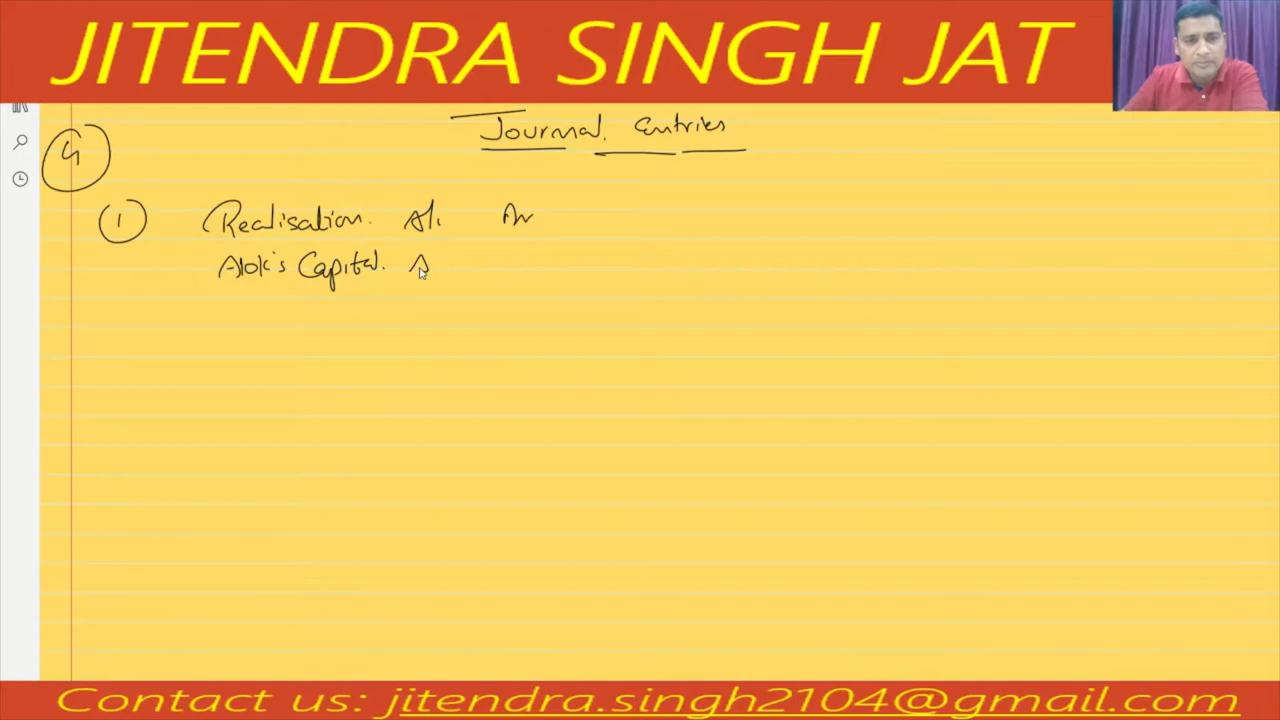 JITENDRA SINGH JAT
Journal Entries
4
1 Realisation A/c Dr
Alok's Capital A
Contact us: jitendra.singh2104@gmail.com